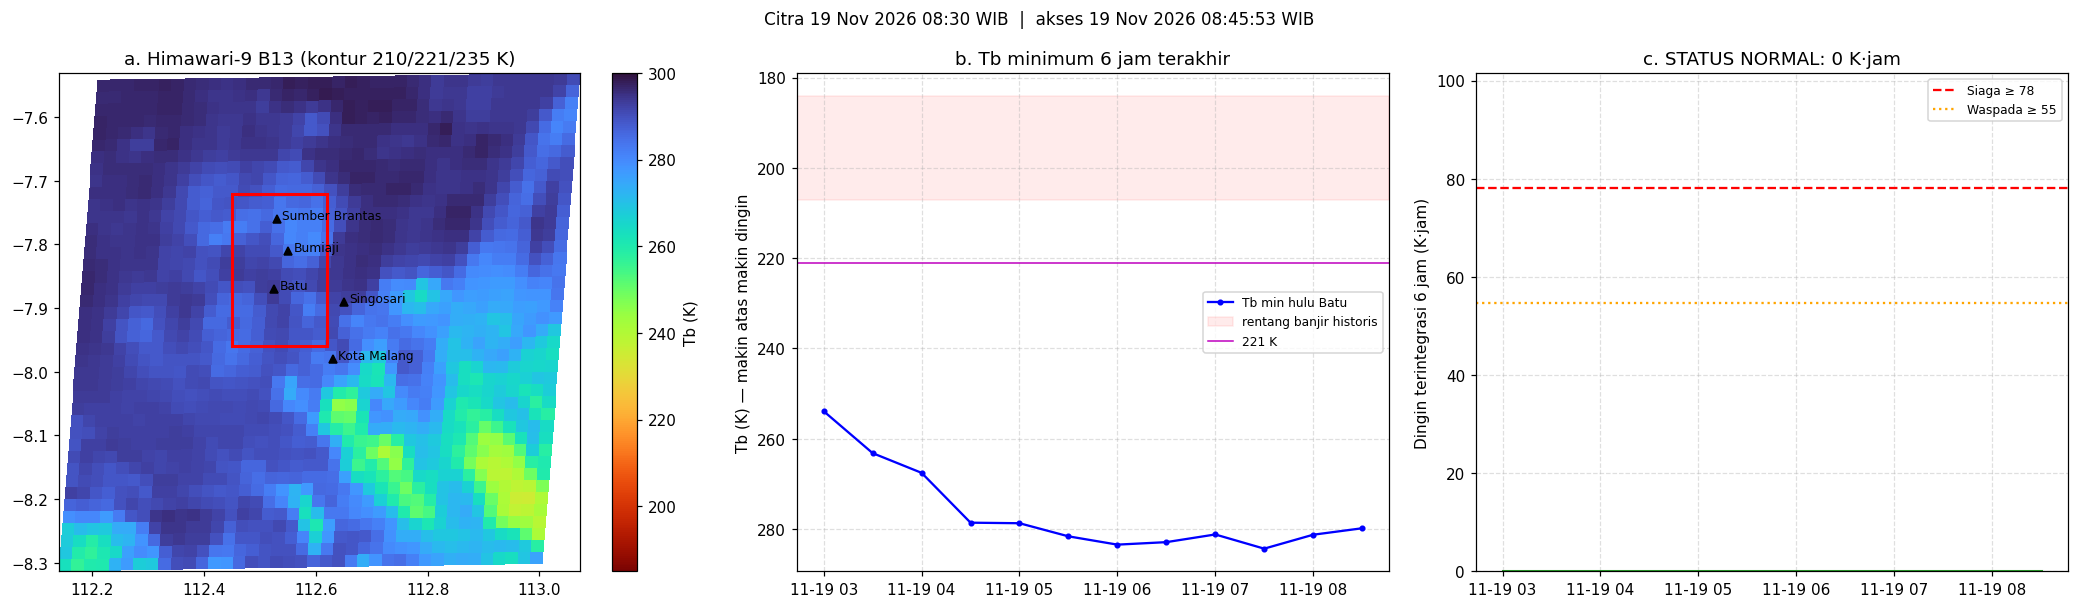 Citra 19 Nov 2026 08:30 WIB | akses 19 Nov 2026 08:45:53 WIB
a. Himawari-9 B13 (kontur 210/221/235 K)
−7.6
−7.7
−7.8
−7.9
−8.0
−8.1
−8.2
−8.3
112.2
112.4
112.6
112.8
113.0
Sumber Brantas
Bumiaji
Batu
Singosari
Kota Malang
300
280
260
240
220
200
Tb (K)
b. Tb minimum 6 jam terakhir
Tb (K) — makin atas makin dingin
180
200
220
240
260
280
Tb min hulu Batu
rentang banjir historis
221 K
11-19 03
11-19 04
11-19 05
11-19 06
11-19 07
11-19 08
c. STATUS NORMAL: 0 K·jam
Dingin terintegrasi 6 jam (K·jam)
100
80
60
40
20
0
Siaga ≥ 78
Waspada ≥ 55
11-19 03
11-19 04
11-19 05
11-19 06
11-19 07
11-19 08